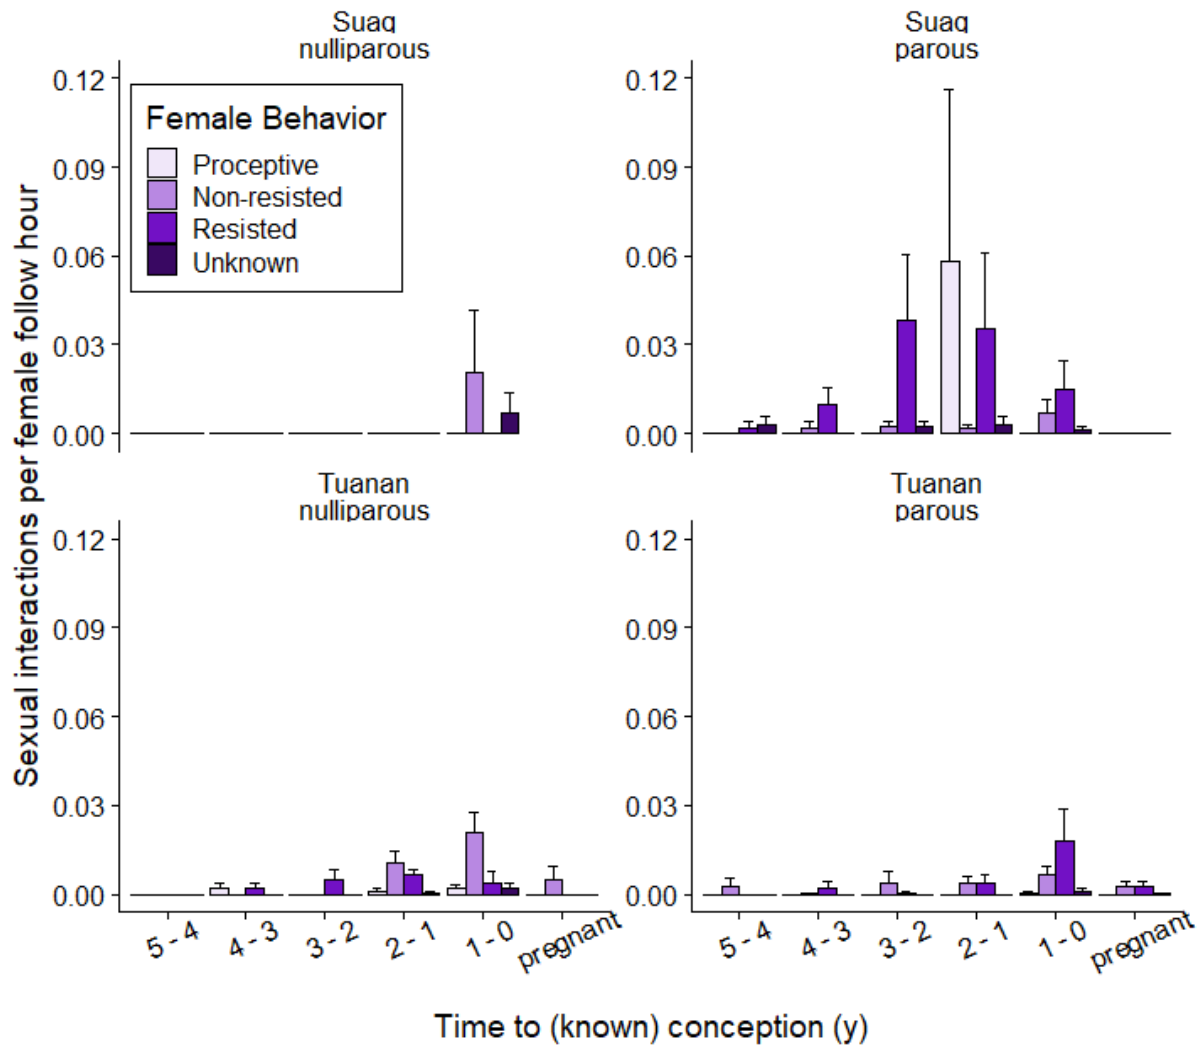 Suaq
nulliparous
Suaq
parous
0.12
0.09
0.06
0.03
0.00
Female Behavior
Proceptive
Non-resisted
Resisted
Unknown
0.12
0.09
0.06
0.03
0.00
Sexual interactions per female follow hour
Tuanan
nulliparous
Tuanan
parous
0.12
0.09
0.06
0.03
0.00
0.12
0.09
0.06
0.03
0.00
5 - 4
4 - 3
3 - 2
2 - 1
1 - 0
pregnant
5 - 4
4 - 3
3 - 2
2 - 1
1 - 0
pregnant
Time to (known) conception (y)